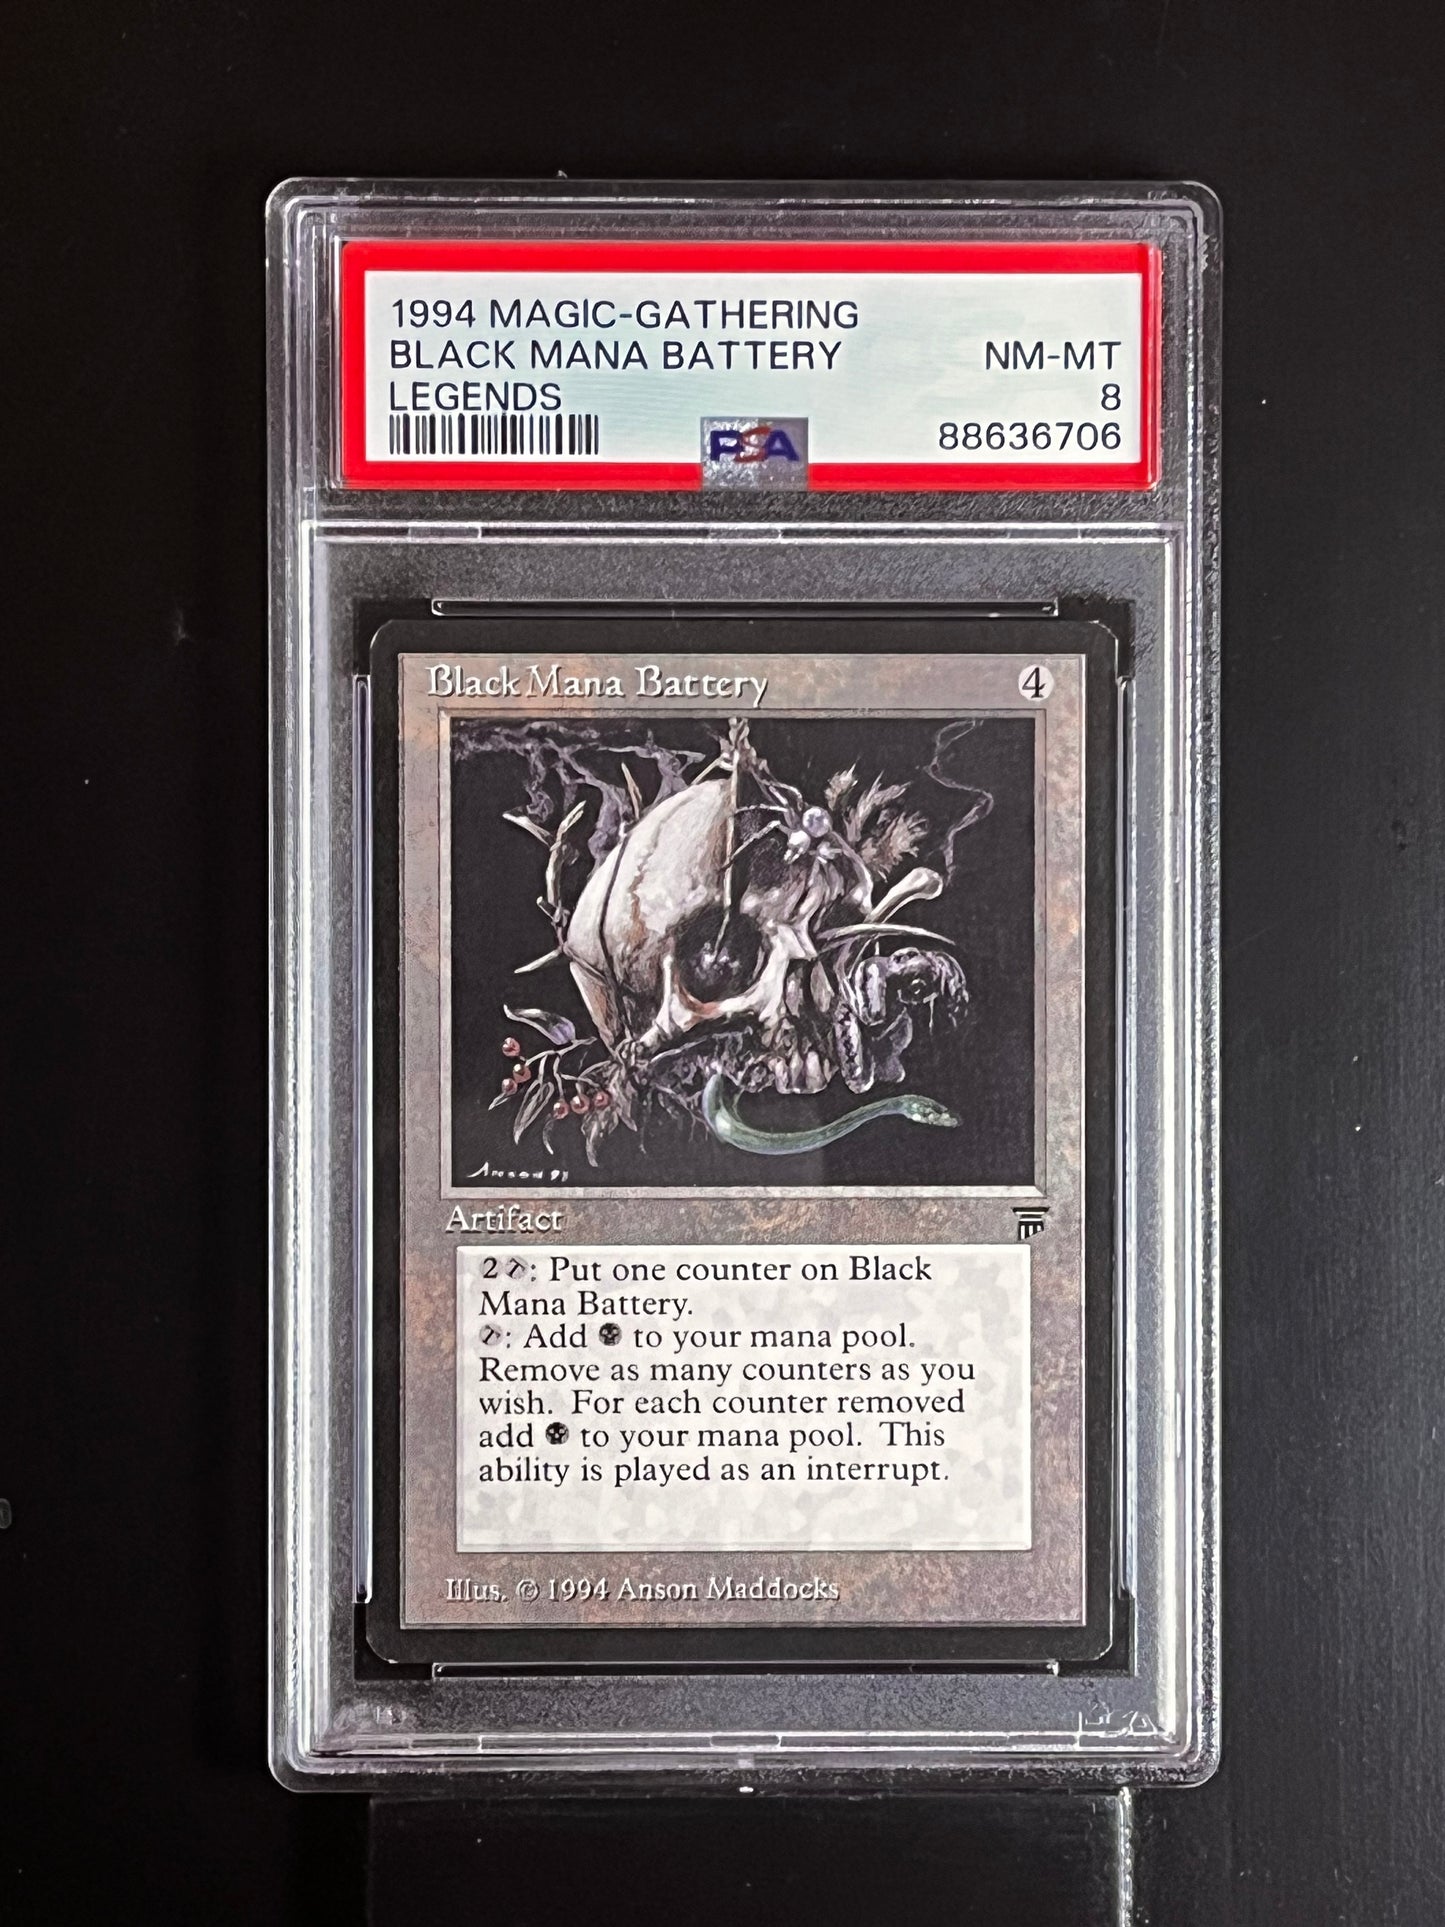 1994 MAGIC-GATHERING
BLACK MANA BATTERY NM-MT
LEGENDS 8
PSA 88636706
Black Mana Battery 4
Anson 93
Artifact
2 T: Put one counter on Black
Mana Battery.
T: Add to your mana pool.
Remove as many counters as you
wish. For each counter removed
add to your mana pool. This
ability is played as an interrupt.
Illus. © 1994 Anson Maddocks